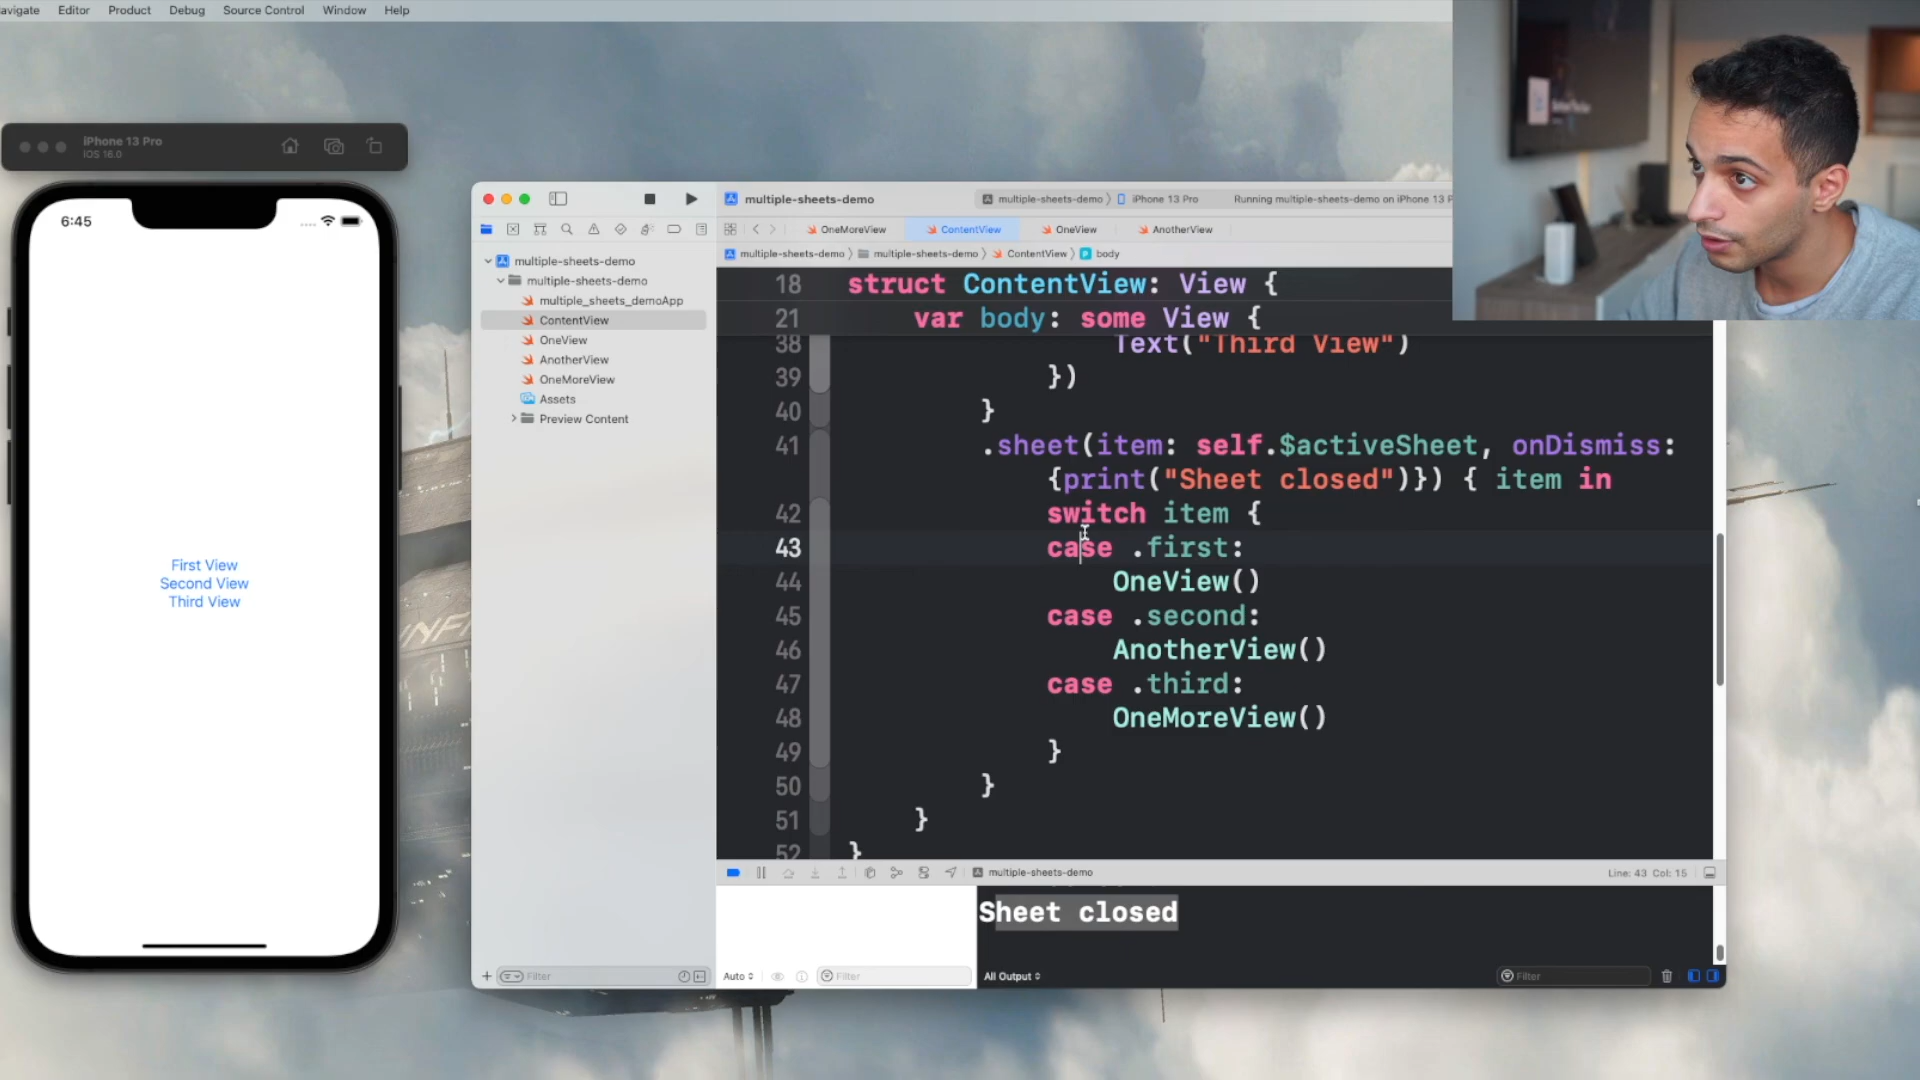 Navigate Editor Product Debug Source Control Window Help
iPhone 13 Pro
iOS 16.0
6:45
First View
Second View
Third View
multiple-sheets-demo
multiple-sheets-demo 〉 iPhone 13 Pro
Running multiple-sheets-demo on iPhone 13 P
OneMoreView
ContentView
OneView
AnotherView
multiple-sheets-demo 〉 multiple-sheets-demo 〉 ContentView 〉 body
multiple-sheets-demo
multiple-sheets-demo
multiple_sheets_demoApp
ContentView
OneView
AnotherView
OneMoreView
Assets
Preview Content
18 struct ContentView: View {
21 var body: some View {
38 Text("Third View")
39 })
40 }
41 .sheet(item: self.$activeSheet, onDismiss:
{print("Sheet closed")}) { item in
42 switch item {
43 case .first:
44 OneView()
45 case .second:
46 AnotherView()
47 case .third:
48 OneMoreView()
49 }
50 }
51 }
52 }
multiple-sheets-demo
Line: 43 Col: 15
Sheet closed
Filter
Auto
Filter
All Output
Filter